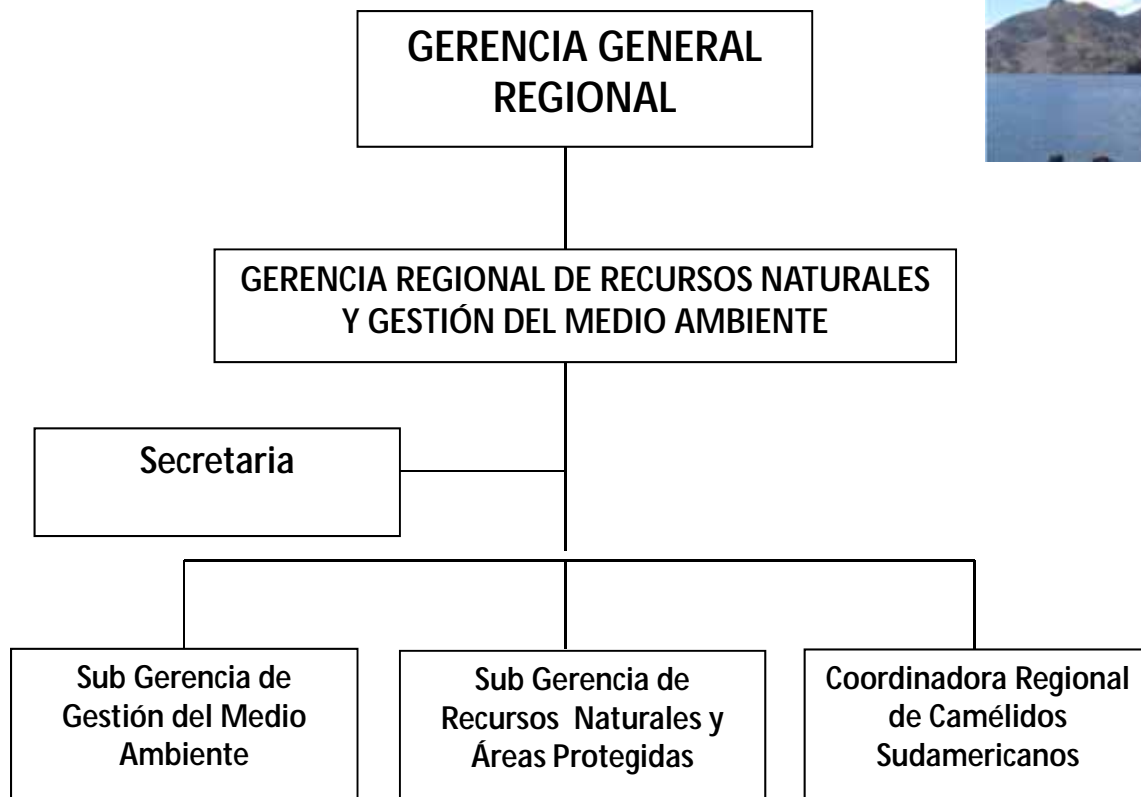 GERENCIA GENERAL
REGIONAL
GERENCIA REGIONAL DE RECURSOS NATURALES
Y GESTIÓN DEL MEDIO AMBIENTE
Secretaria
Sub Gerencia de
Gestión del Medio
Ambiente
Sub Gerencia de
Recursos Naturales y
Áreas Protegidas
Coordinadora Regional
de Camélidos
Sudamericanos